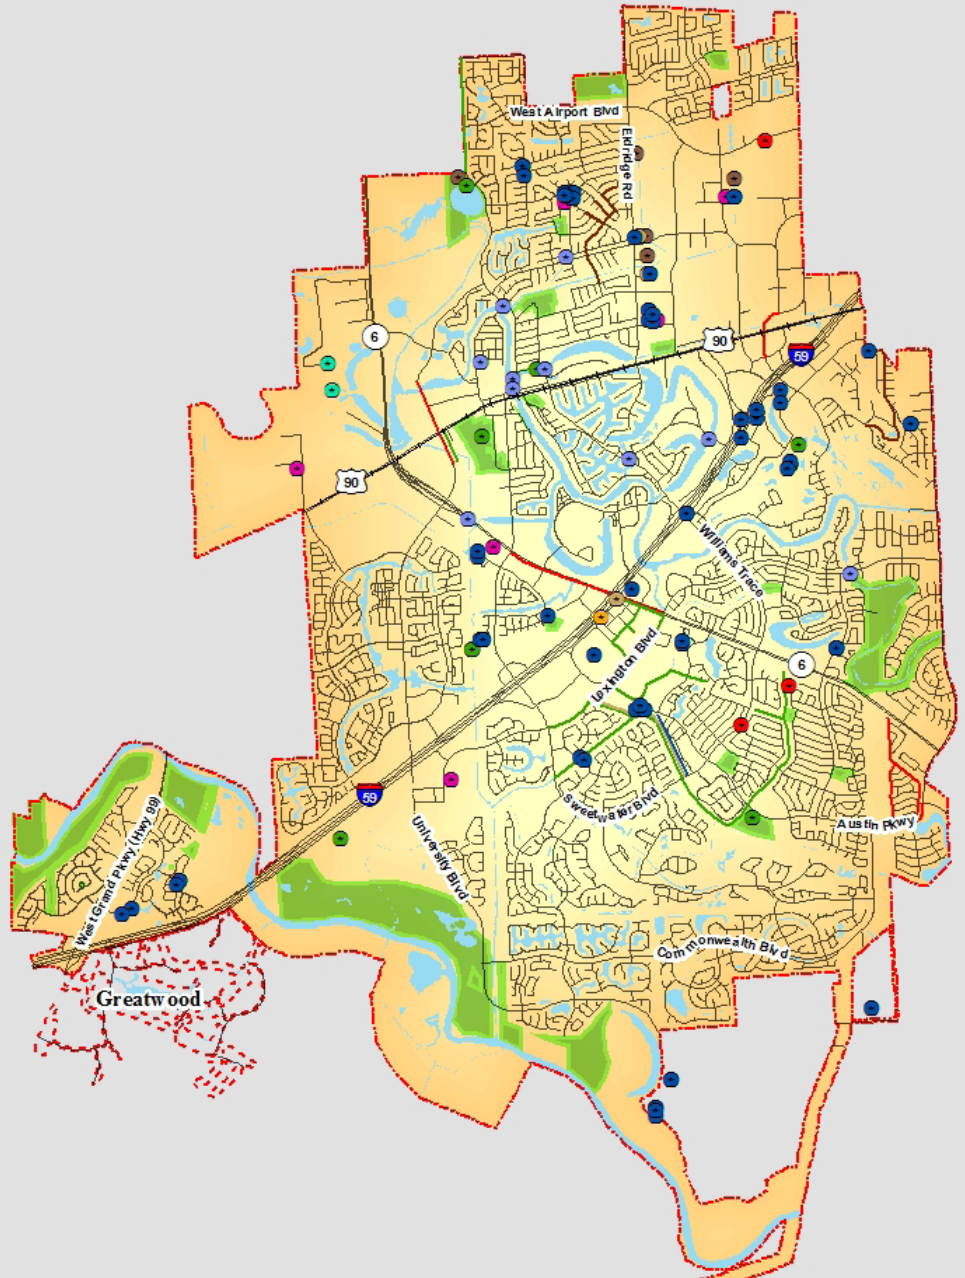 West Airport Blvd
Eldridge Rd
6
90
59
90
Williams Trace
Lexington Blvd
6
59
Sweetwater Blvd
Austin Pkwy
University Blvd
West Grand Pkwy (Hwy 99)
Commonwealth Blvd
Greatwood